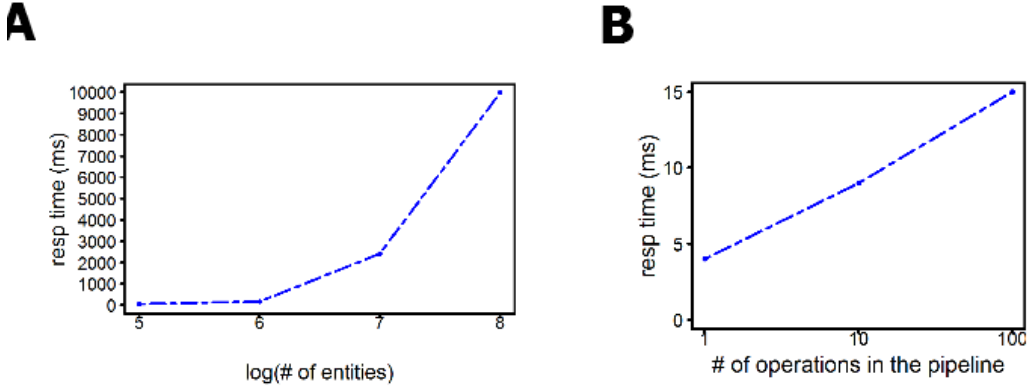 A
B
10000
9000
8000
7000
6000
5000
4000
3000
2000
1000
0
resp time (ms)
5 6 7 8
log(# of entities)
15
10
5
0
resp time (ms)
1 10 100
# of operations in the pipeline